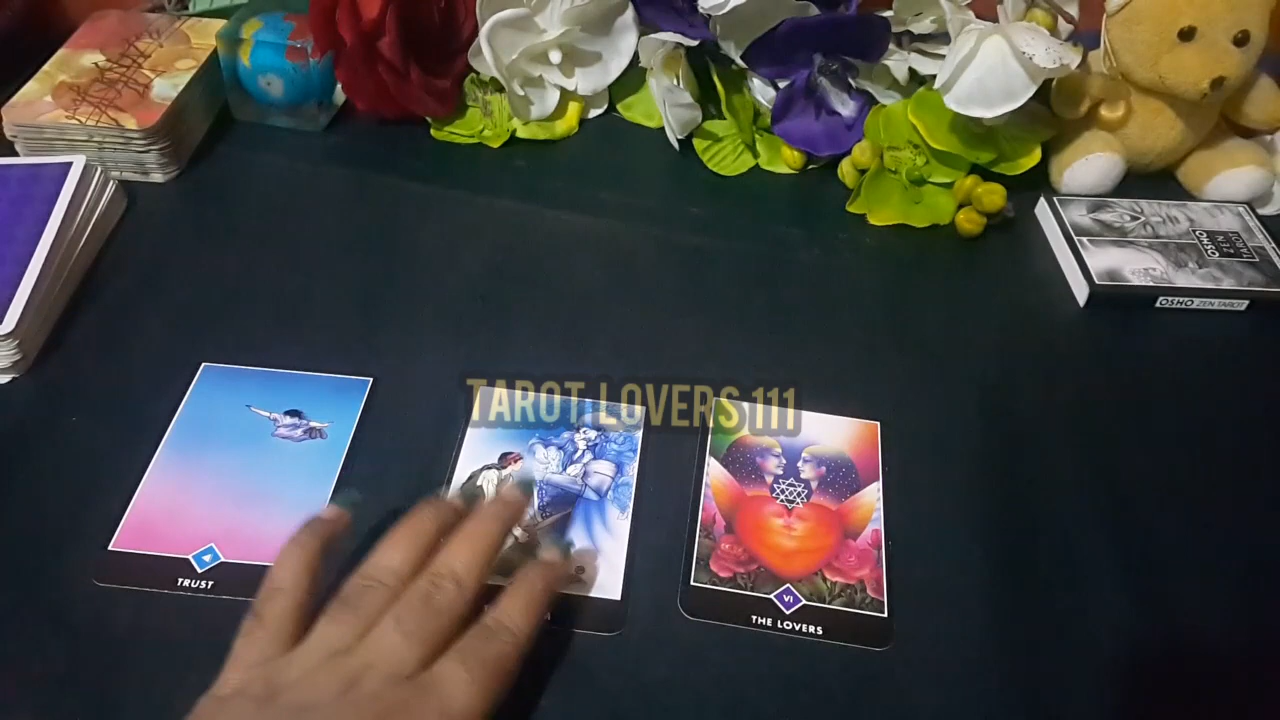 OSHO
ZEN
TAROT
OSHO ZEN TAROT
TAROT LOVERS 111
TRUST
VI
THE LOVERS